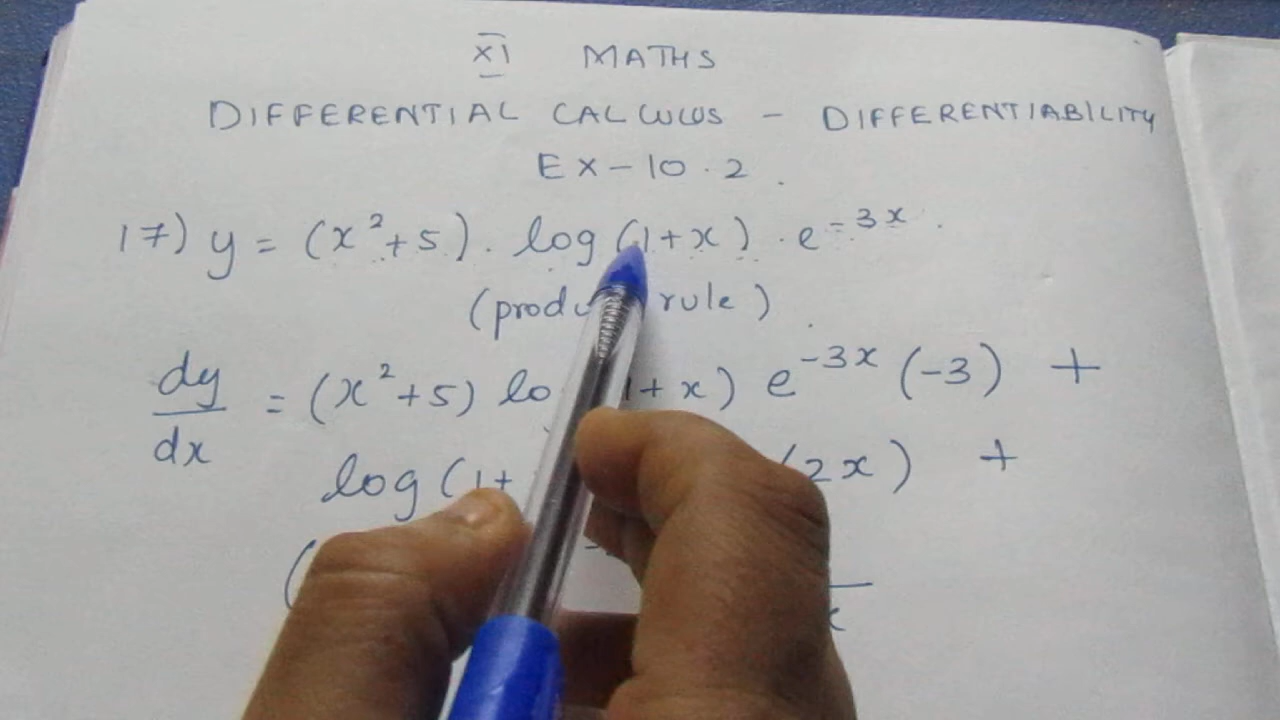 XI MATHS
DIFFERENTIAL CALCULUS - DIFFERENTIABILITY
EX-10.2.
17) y = (x²+5). log(1+x).e⁻³ˣ.
(produ rule)
dy/dx = (x²+5) lo 1+x) e⁻³ˣ (-3) +
log(1+ (2x) +
(